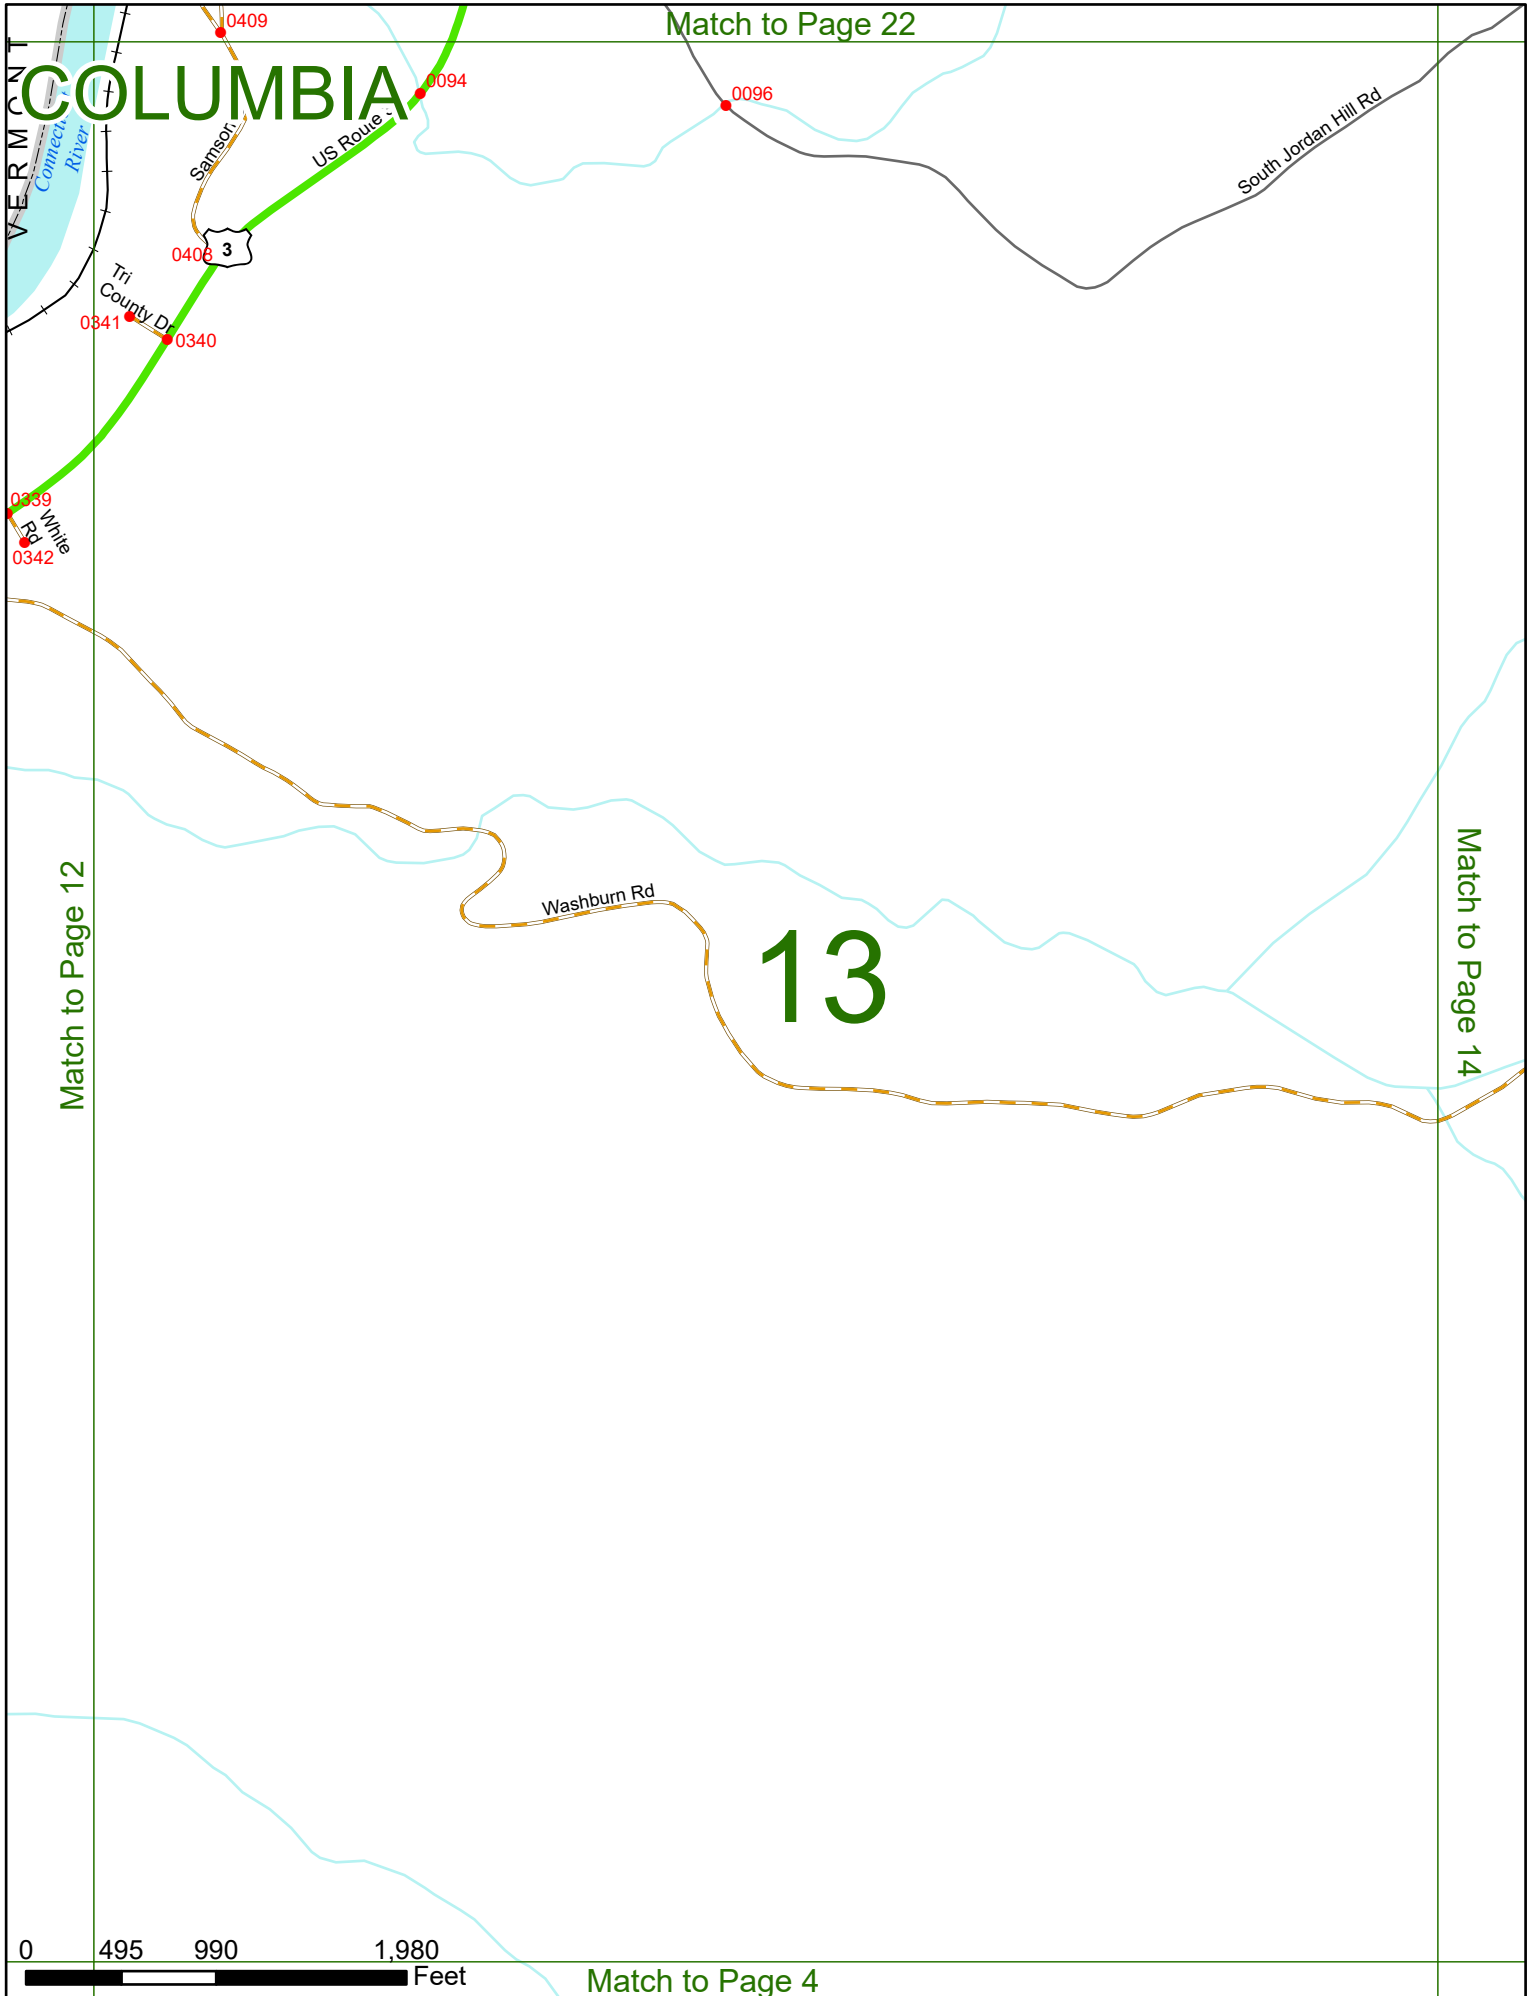 Match to Page 22
0409
COLUMBIA
VERMONT
River
0094
0096
Samson
US Route
South Jordan Hill Rd
3
0408
Tri
County Dr
0341
0340
0339
White
Rd
0342
Match to Page 12
Washburn Rd
13
Match to Page 14
0 495 990 1,980
Feet
Match to Page 4